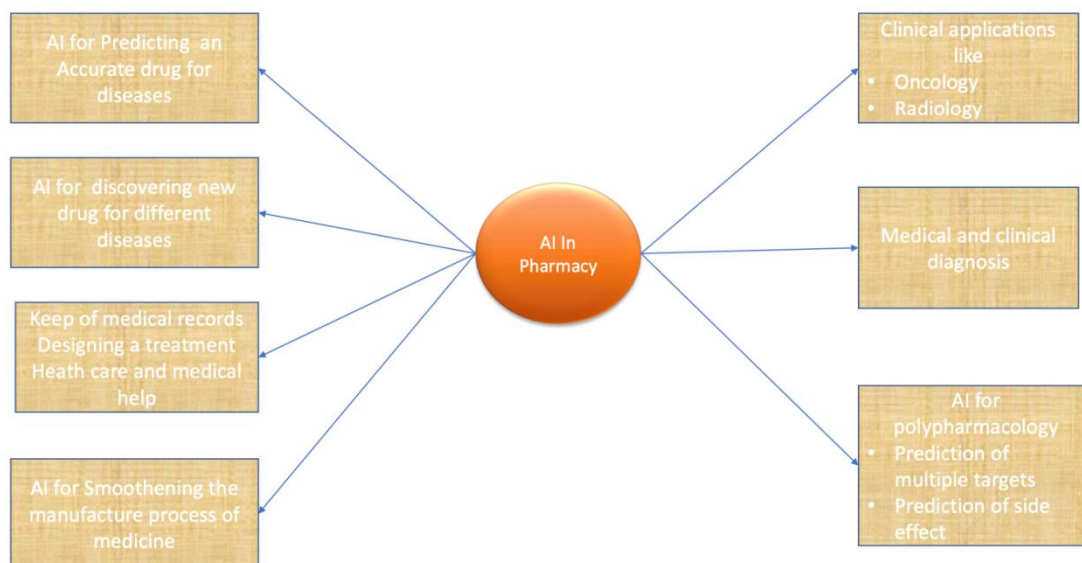 AI for Predicting an
Accurate drug for
diseases
AI for discovering new
drug for different
diseases
Keep of medical records
Designing a treatment
Heath care and medical
help
AI for Smoothening the
manufacture process of
medicine
AI In
Pharmacy
Clinical applications
like
• Oncology
• Radiology
Medical and clinical
diagnosis
AI for
polypharmacology
• Prediction of
multiple targets
• Prediction of side
effect